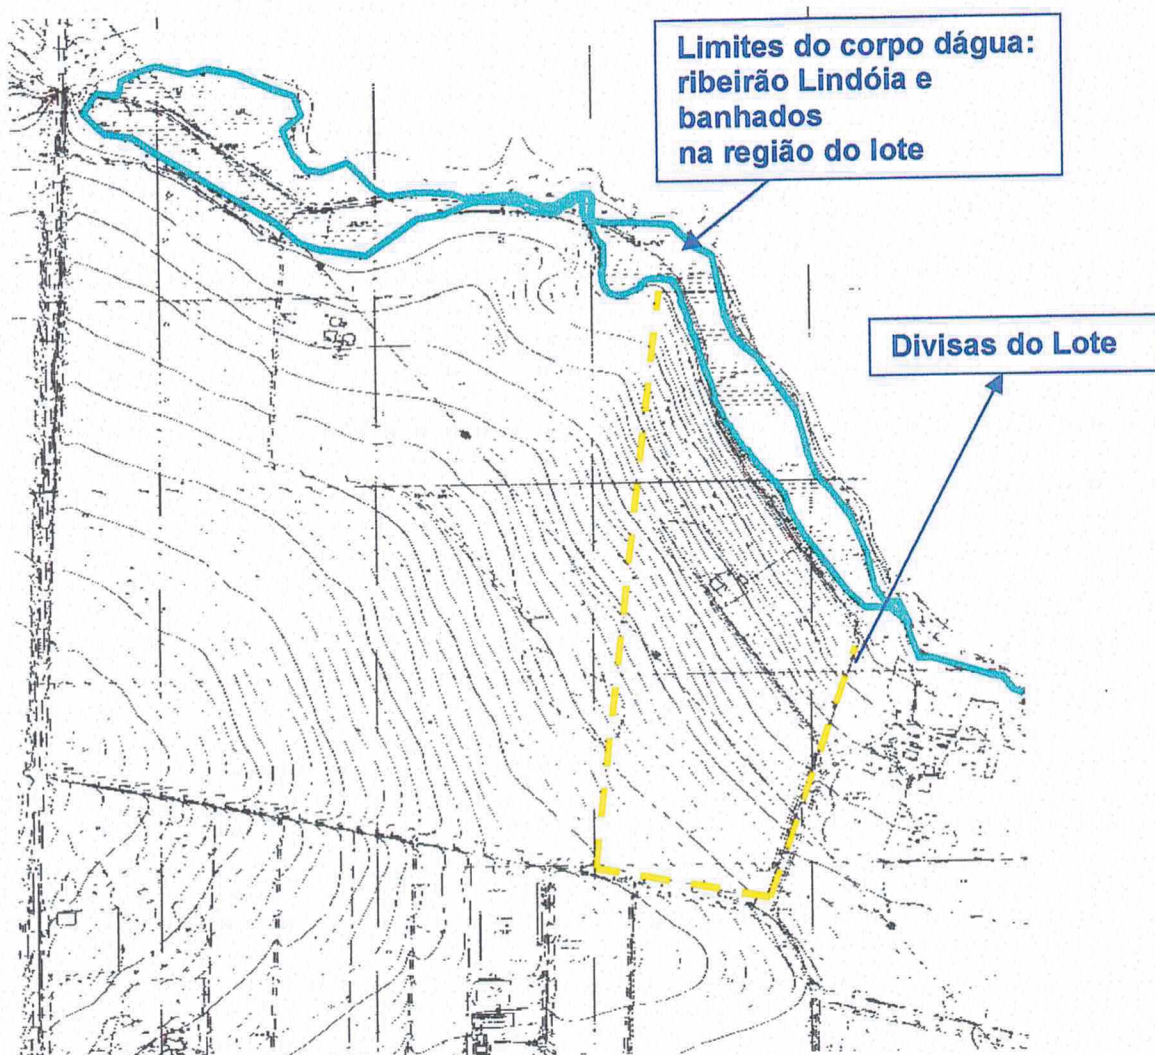 Limites do corpo dágua:
ribeirão Lindóia e
banhados
na região do lote
Divisas do Lote